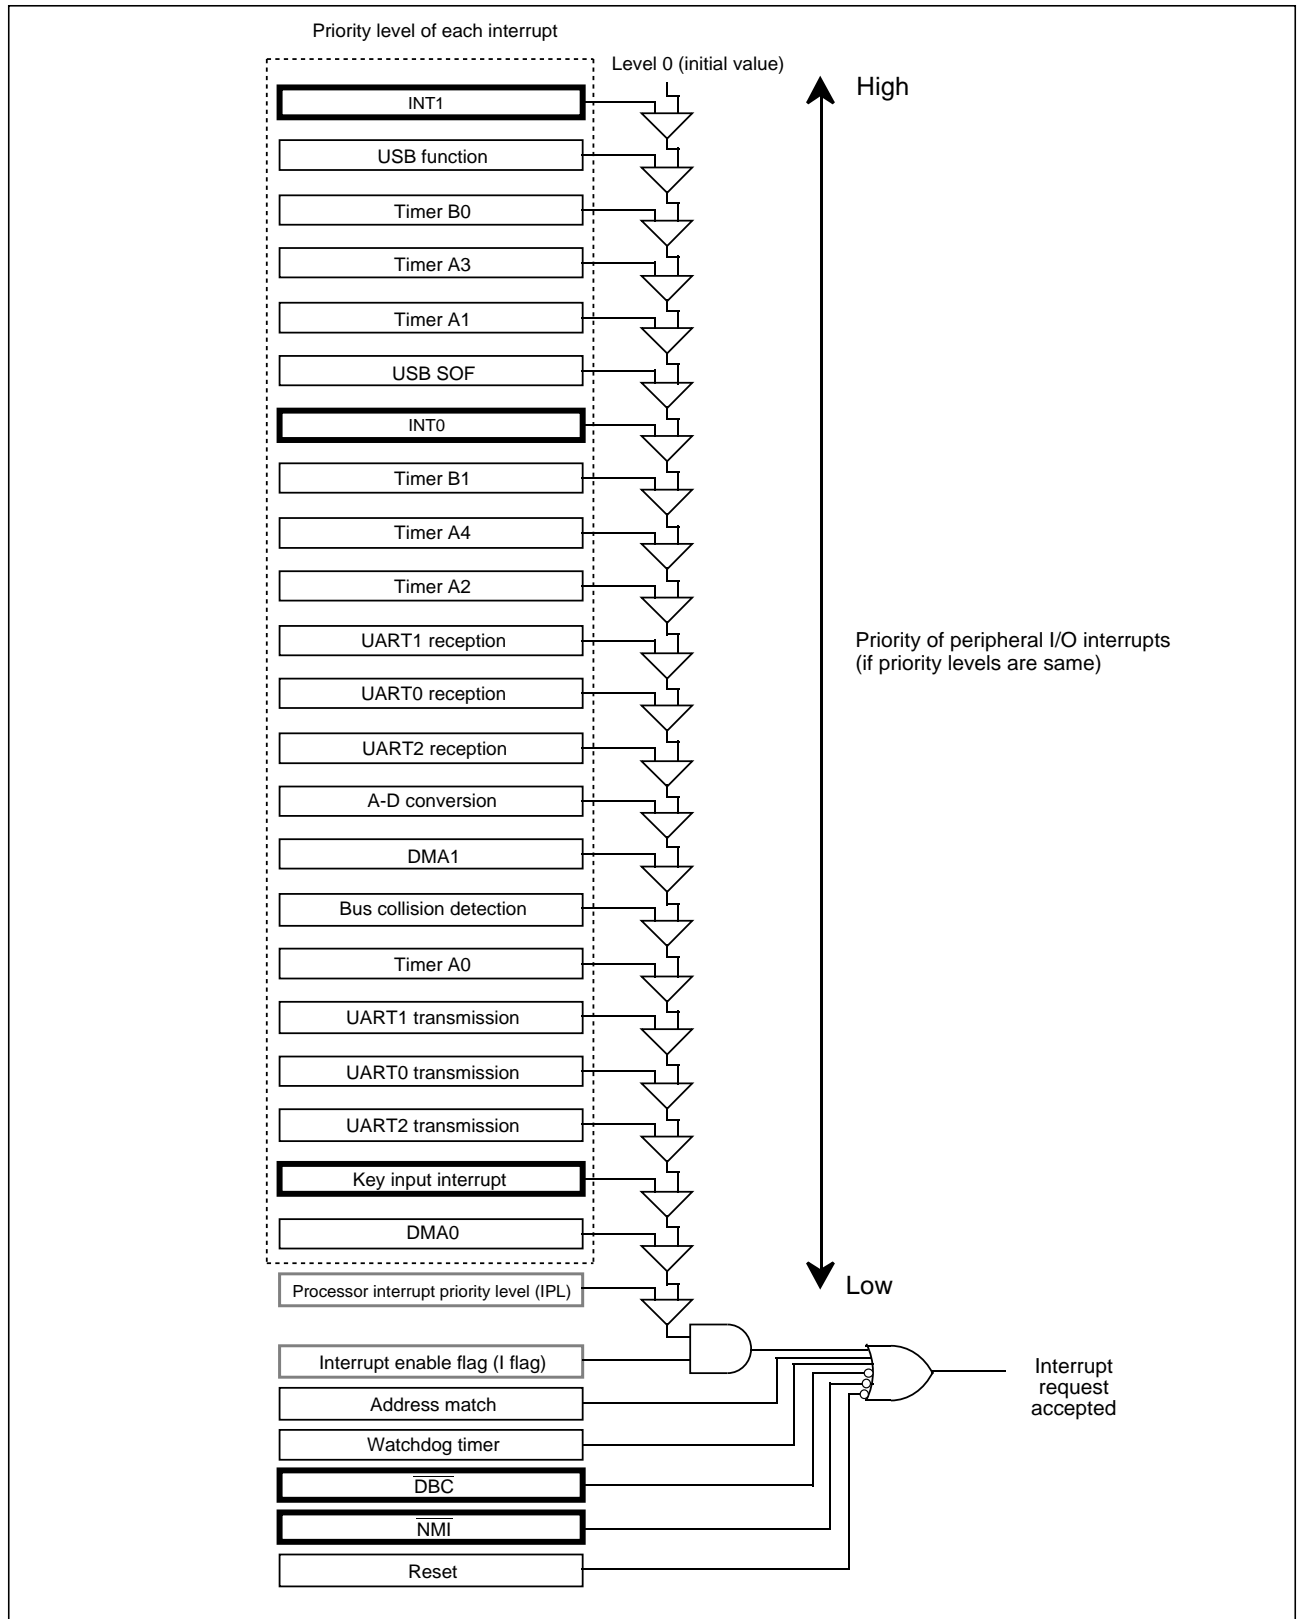 Priority level of each interrupt
Level 0 (initial value)
High
INT1
USB function
Timer B0
Timer A3
Timer A1
USB SOF
INT0
Timer B1
Timer A4
Timer A2
UART1 reception
Priority of peripheral I/O interrupts
(if priority levels are same)
UART0 reception
UART2 reception
A-D conversion
DMA1
Bus collision detection
Timer A0
UART1 transmission
UART0 transmission
UART2 transmission
Key input interrupt
DMA0
Low
Processor interrupt priority level (IPL)
Interrupt enable flag (I flag)
Interrupt
request
accepted
Address match
Watchdog timer
D̅B̅C̅
N̅M̅I̅
Reset